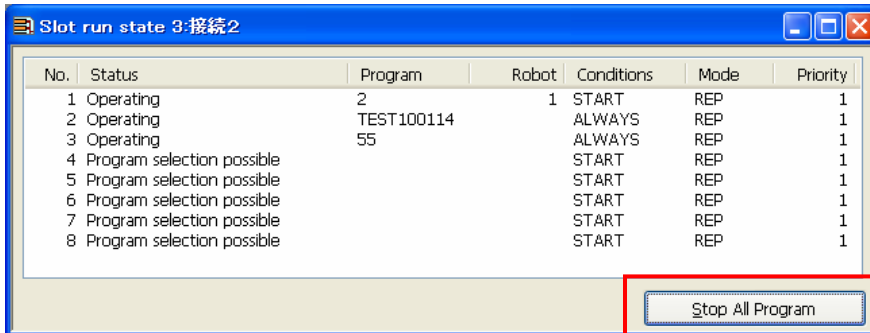 Slot run state 3:接続2
No. Status Program Robot Conditions Mode Priority
1 Operating 2 1 START REP 1
2 Operating TEST100114 ALWAYS REP 1
3 Operating 55 ALWAYS REP 1
4 Program selection possible START REP 1
5 Program selection possible START REP 1
6 Program selection possible START REP 1
7 Program selection possible START REP 1
8 Program selection possible START REP 1
Stop All Program